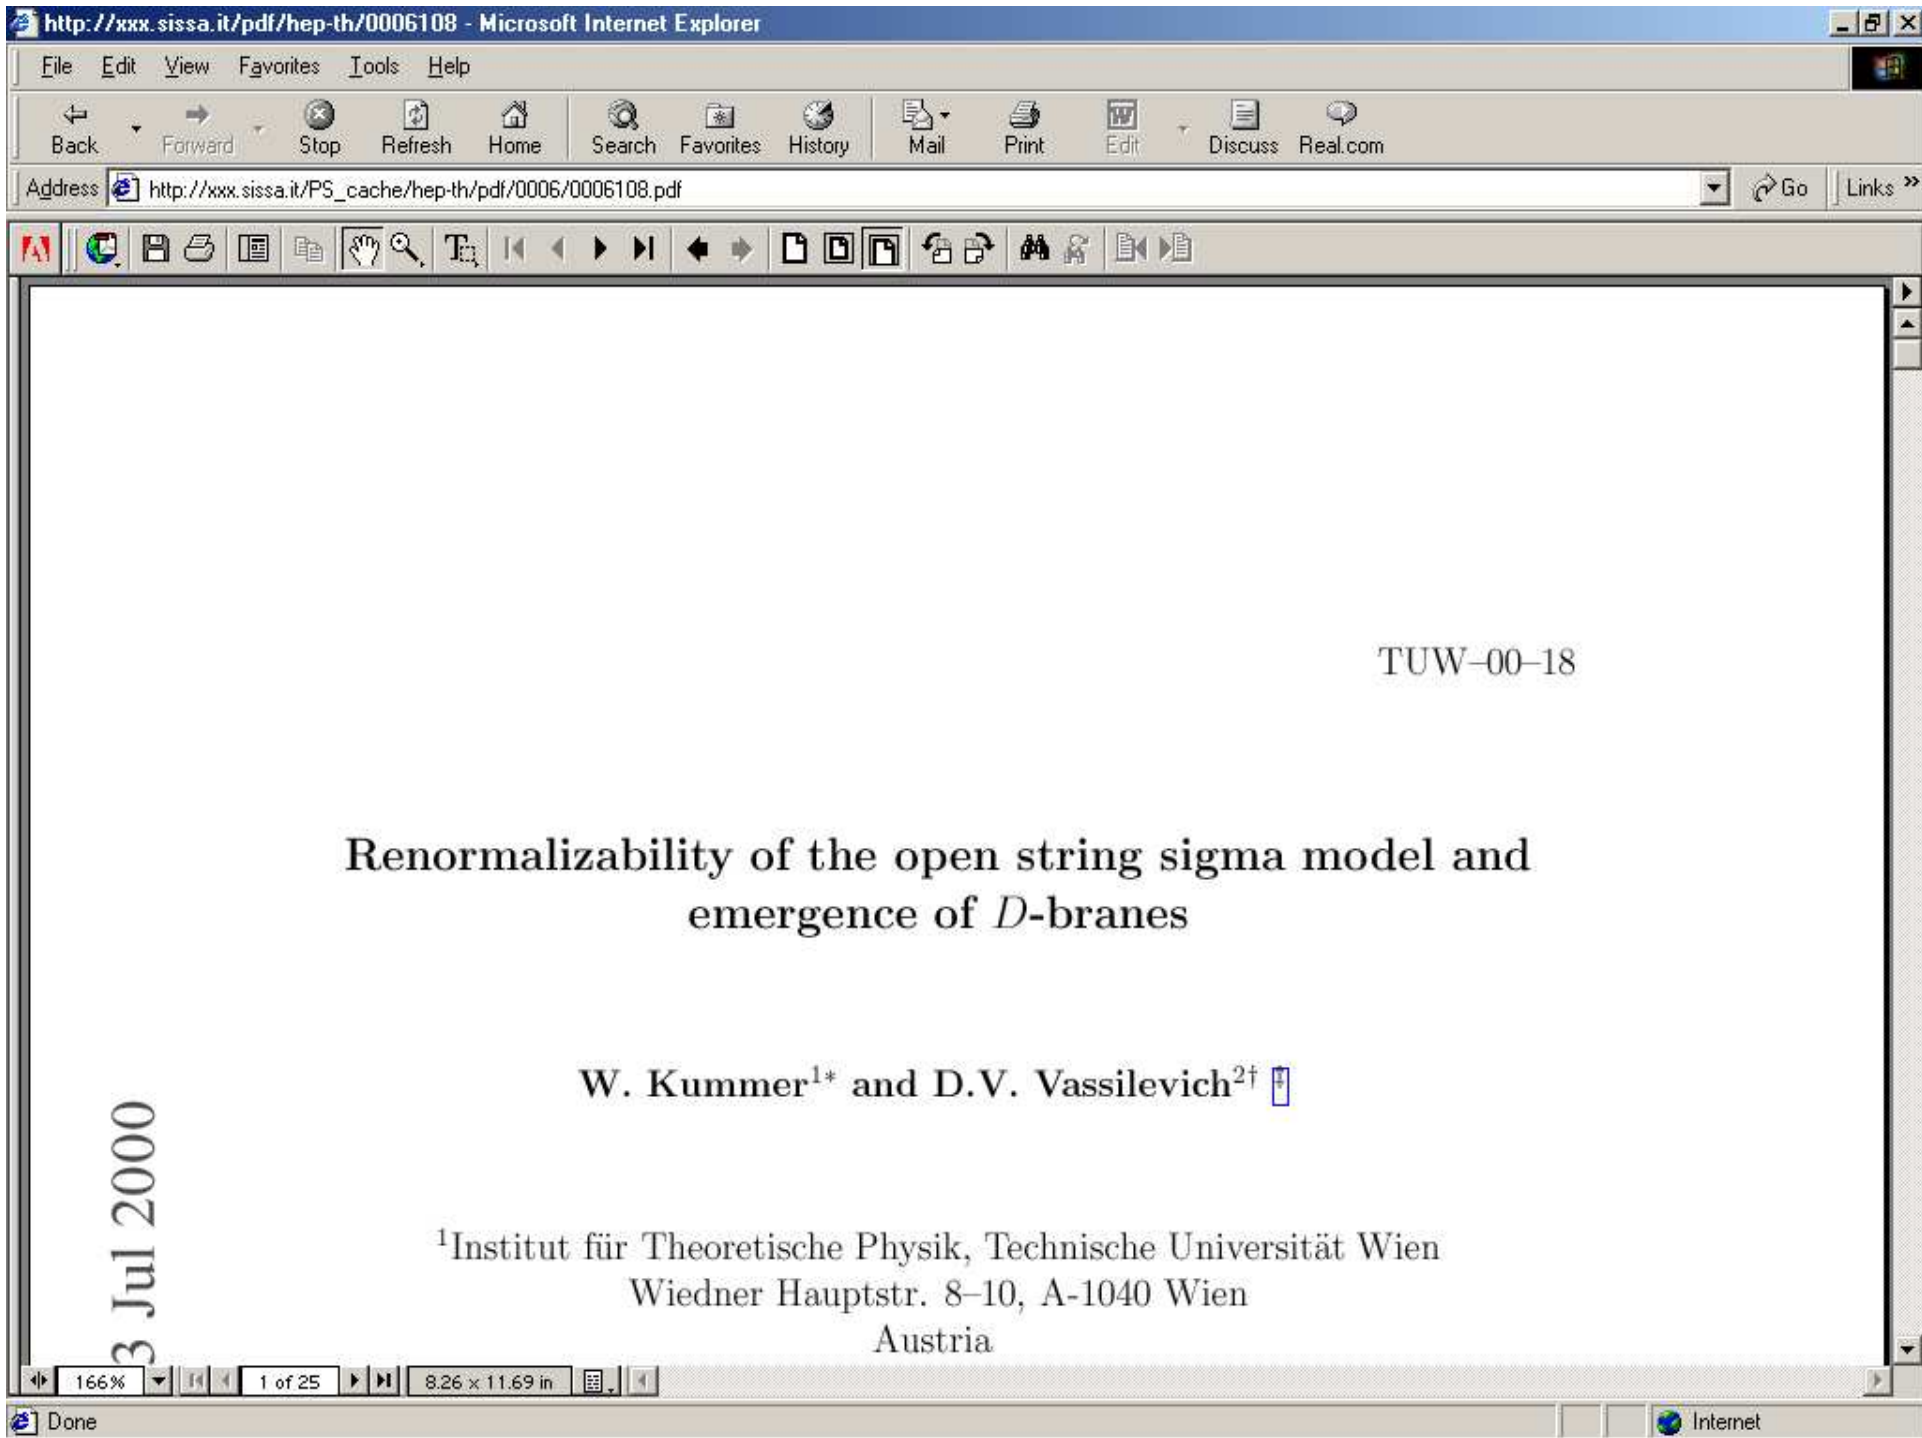 http://xxx.sissa.it/pdf/hep-th/0006108 - Microsoft Internet Explorer
File Edit View Favorites Tools Help
Back Forward Stop Refresh Home Search Favorites History Mail Print Edit Discuss Real.com
Address http://xxx.sissa.it/PS_cache/hep-th/pdf/0006/0006108.pdf Go Links »
TUW–00–18
Renormalizability of the open string sigma model and
emergence of D-branes
W. Kummer¹* and D.V. Vassilevich²† ‡
¹Institut für Theoretische Physik, Technische Universität Wien
Wiedner Hauptstr. 8–10, A-1040 Wien
Austria
3 Jul 2000
166% 1 of 25 8.26 x 11.69 in
Done Internet